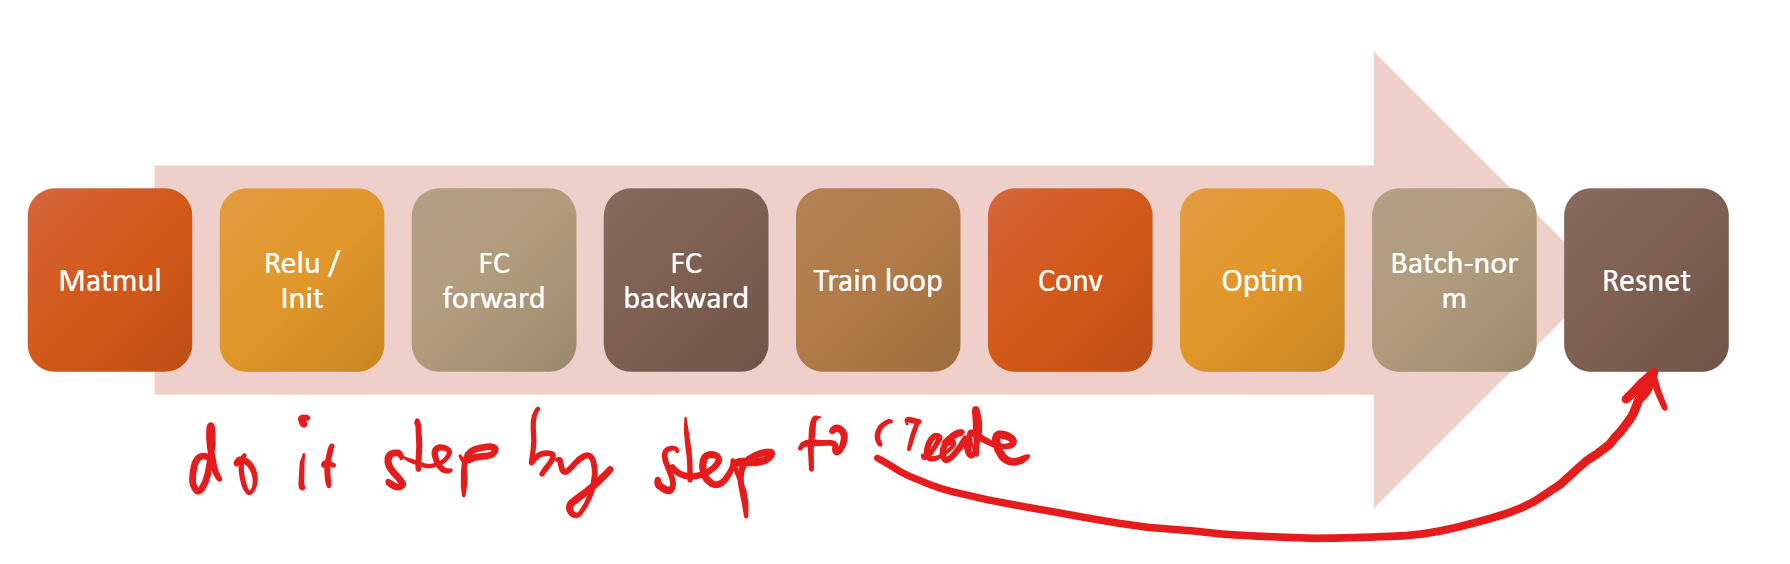 Matmul
Relu /
Init
FC
forward
FC
backward
Train loop
Conv
Optim
Batch-nor
m
Resnet
do it step by step to create